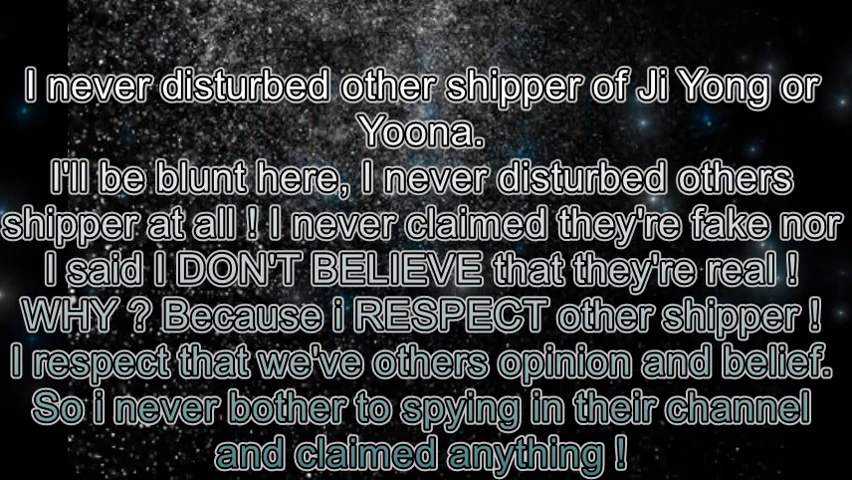 I never disturbed other shipper of Ji Yong or
Yoona.
I'll be blunt here, I never disturbed others
shipper at all ! I never claimed they're fake nor
I said I DON'T BELIEVE that they're real !
WHY ? Because i RESPECT other shipper !
I respect that we've others opinion and belief.
So i never bother to spying in their channel
and claimed anything !